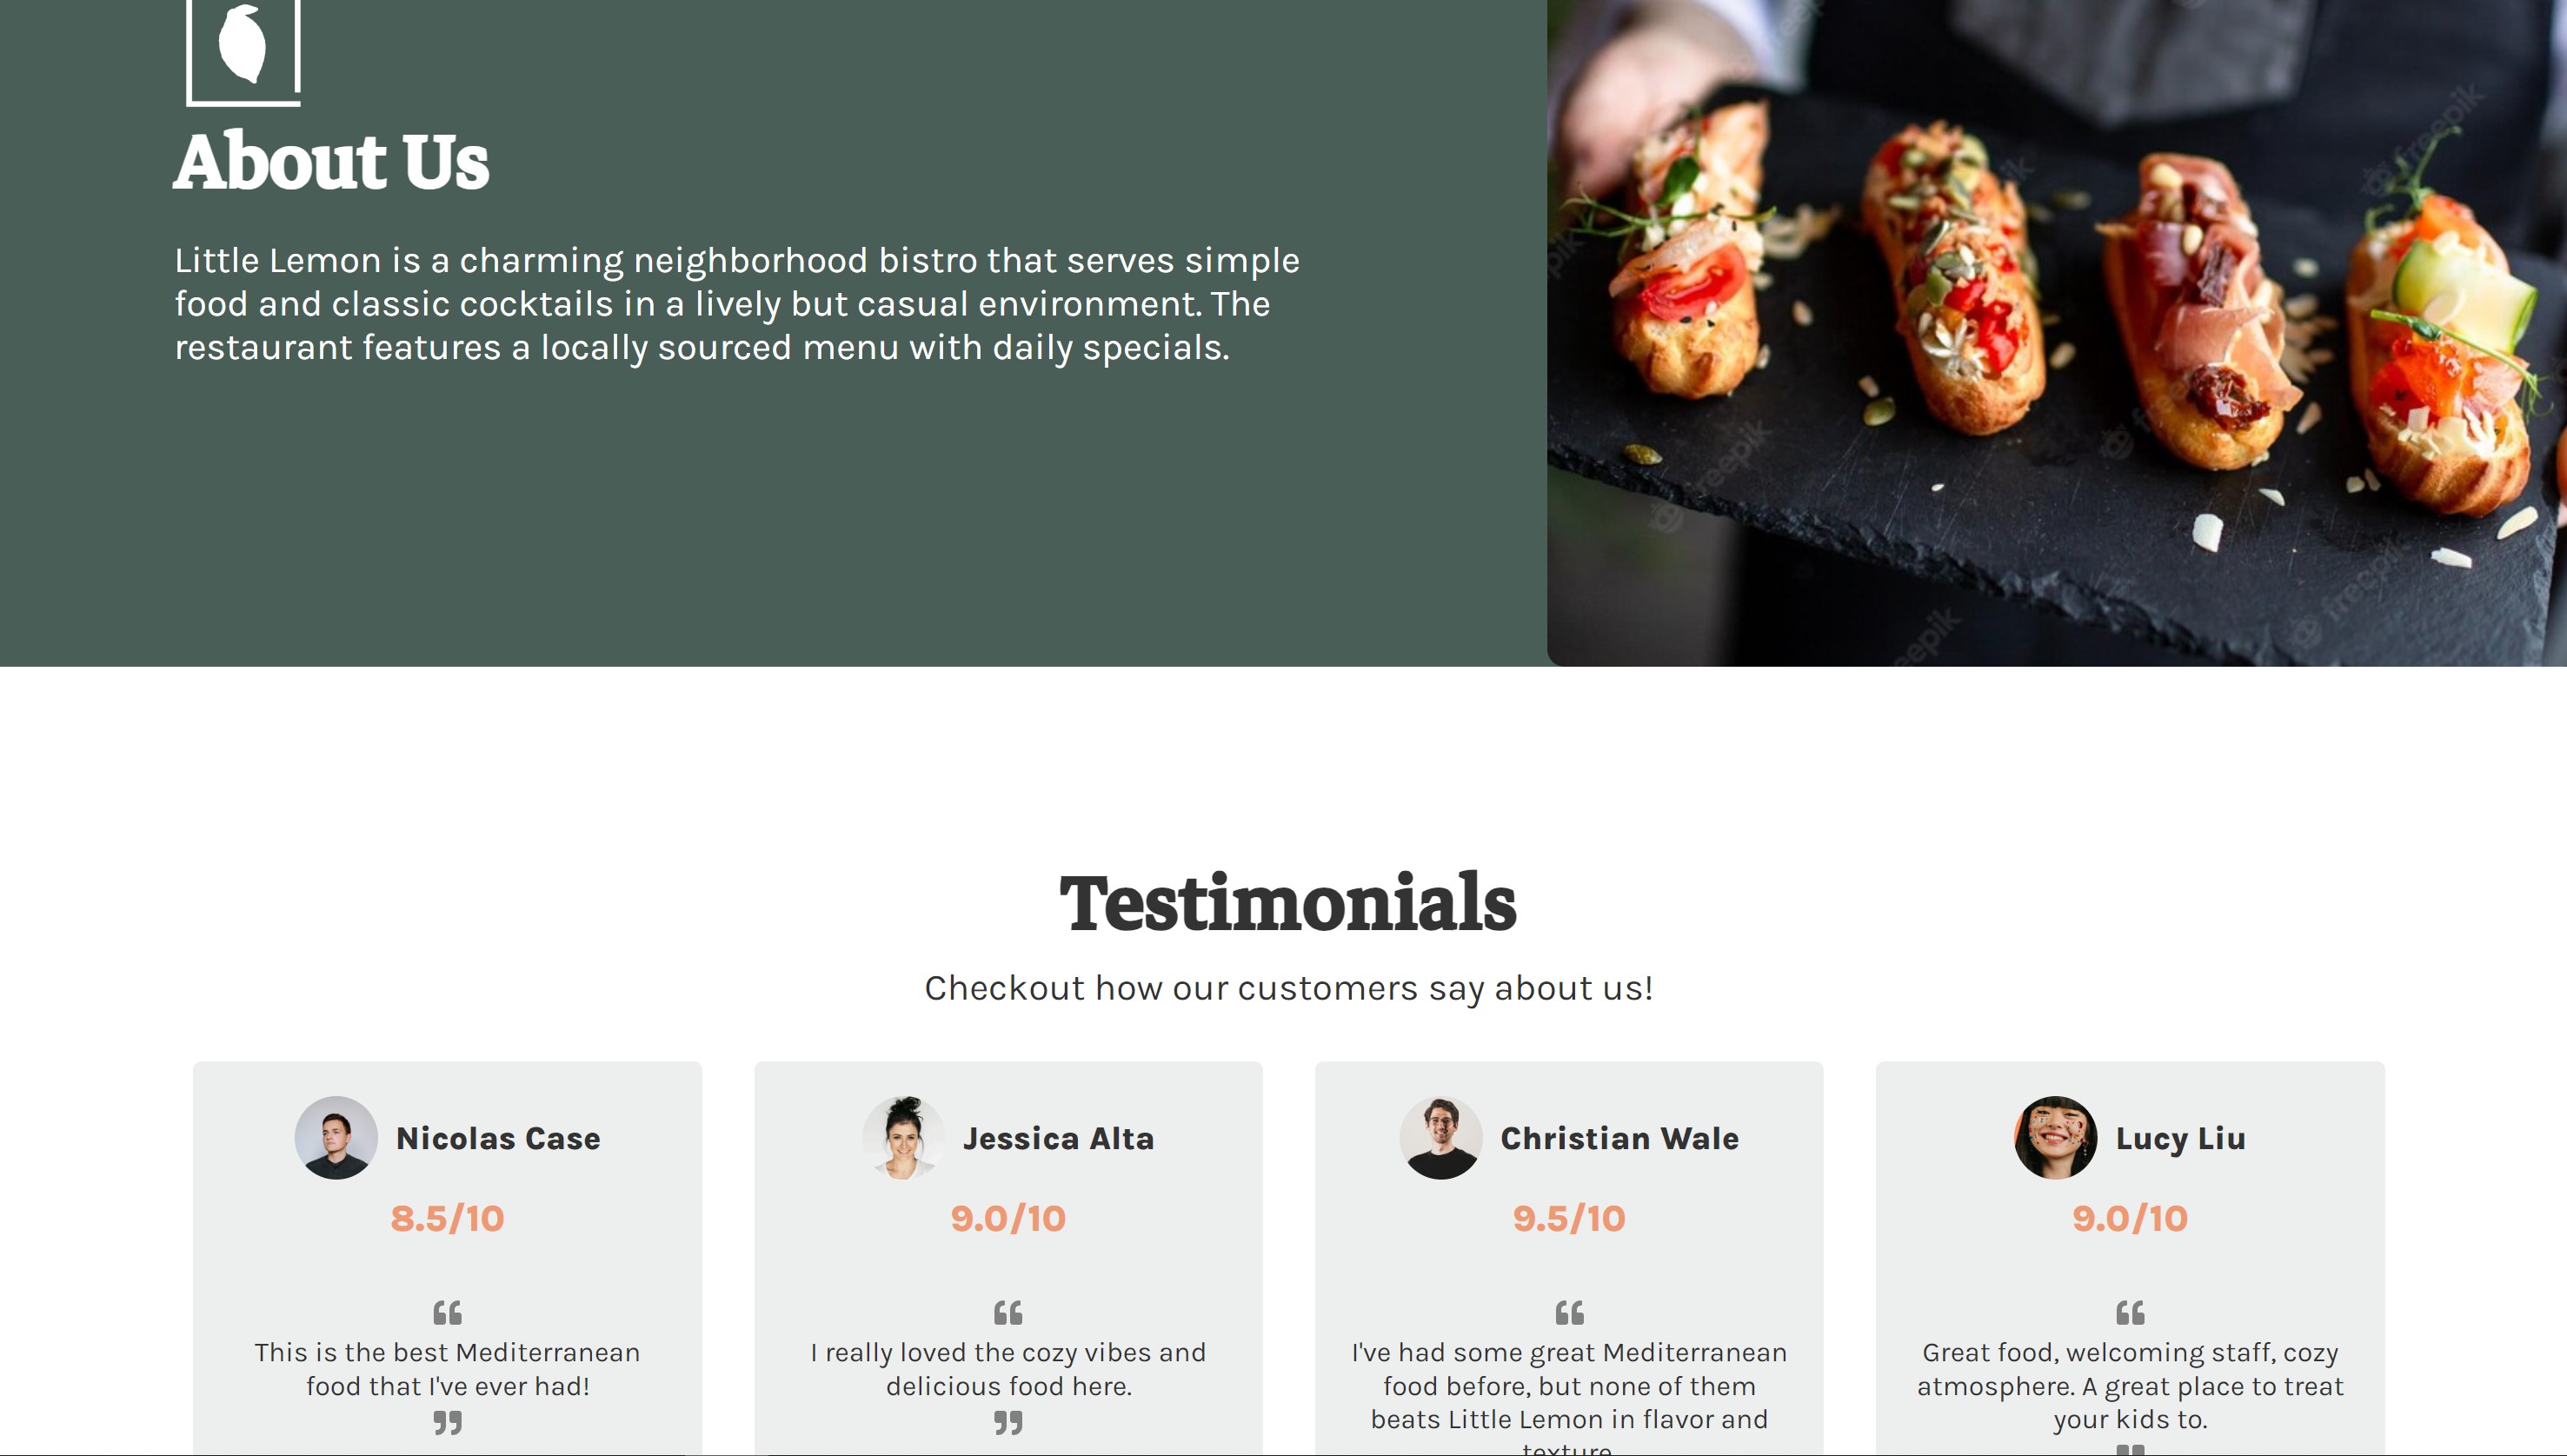 About Us
Little Lemon is a charming neighborhood bistro that serves simple
food and classic cocktails in a lively but casual environment. The
restaurant features a locally sourced menu with daily specials.
freepik
freepik
freepik
Testimonials
Checkout how our customers say about us!
Nicolas Case
8.5/10
“
This is the best Mediterranean
food that I've ever had!
”
Jessica Alta
9.0/10
“
I really loved the cozy vibes and
delicious food here.
”
Christian Wale
9.5/10
“
I've had some great Mediterranean
food before, but none of them
beats Little Lemon in flavor and
texture.
Lucy Liu
9.0/10
“
Great food, welcoming staff, cozy
atmosphere. A great place to treat
your kids to.
”